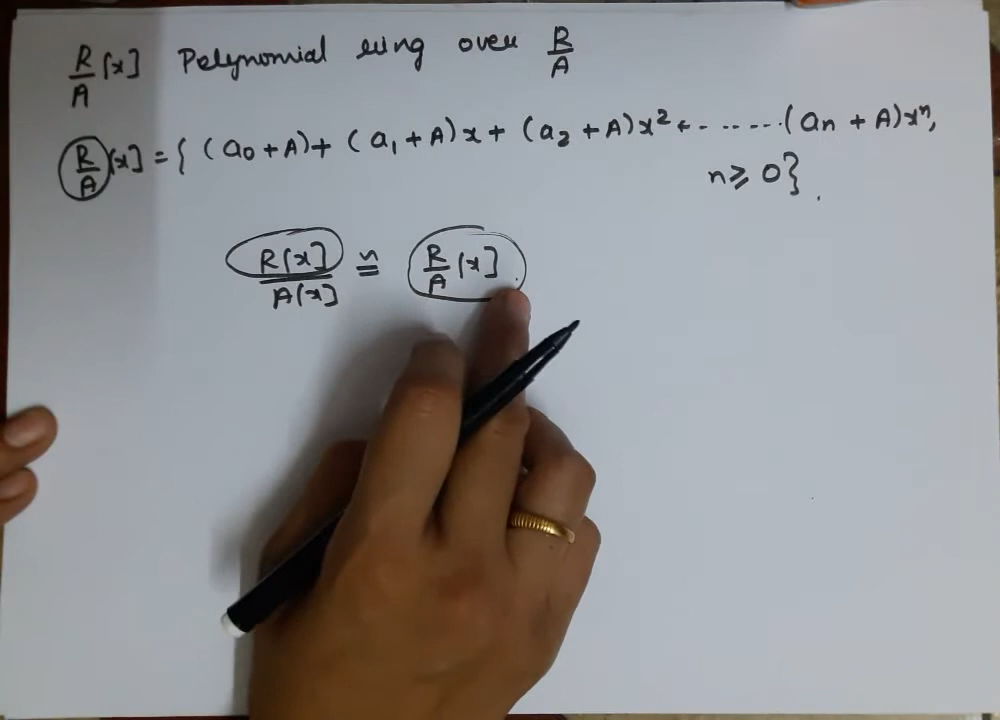 R/A [x] Polynomial ring over R/A
R/A [x] = { (a₀ + A) + (a₁ + A)x + (a₂ + A)x² + ------ (aₙ + A)xⁿ,
n ≥ 0}.
R[x]/A[x] ≅ R/A [x]